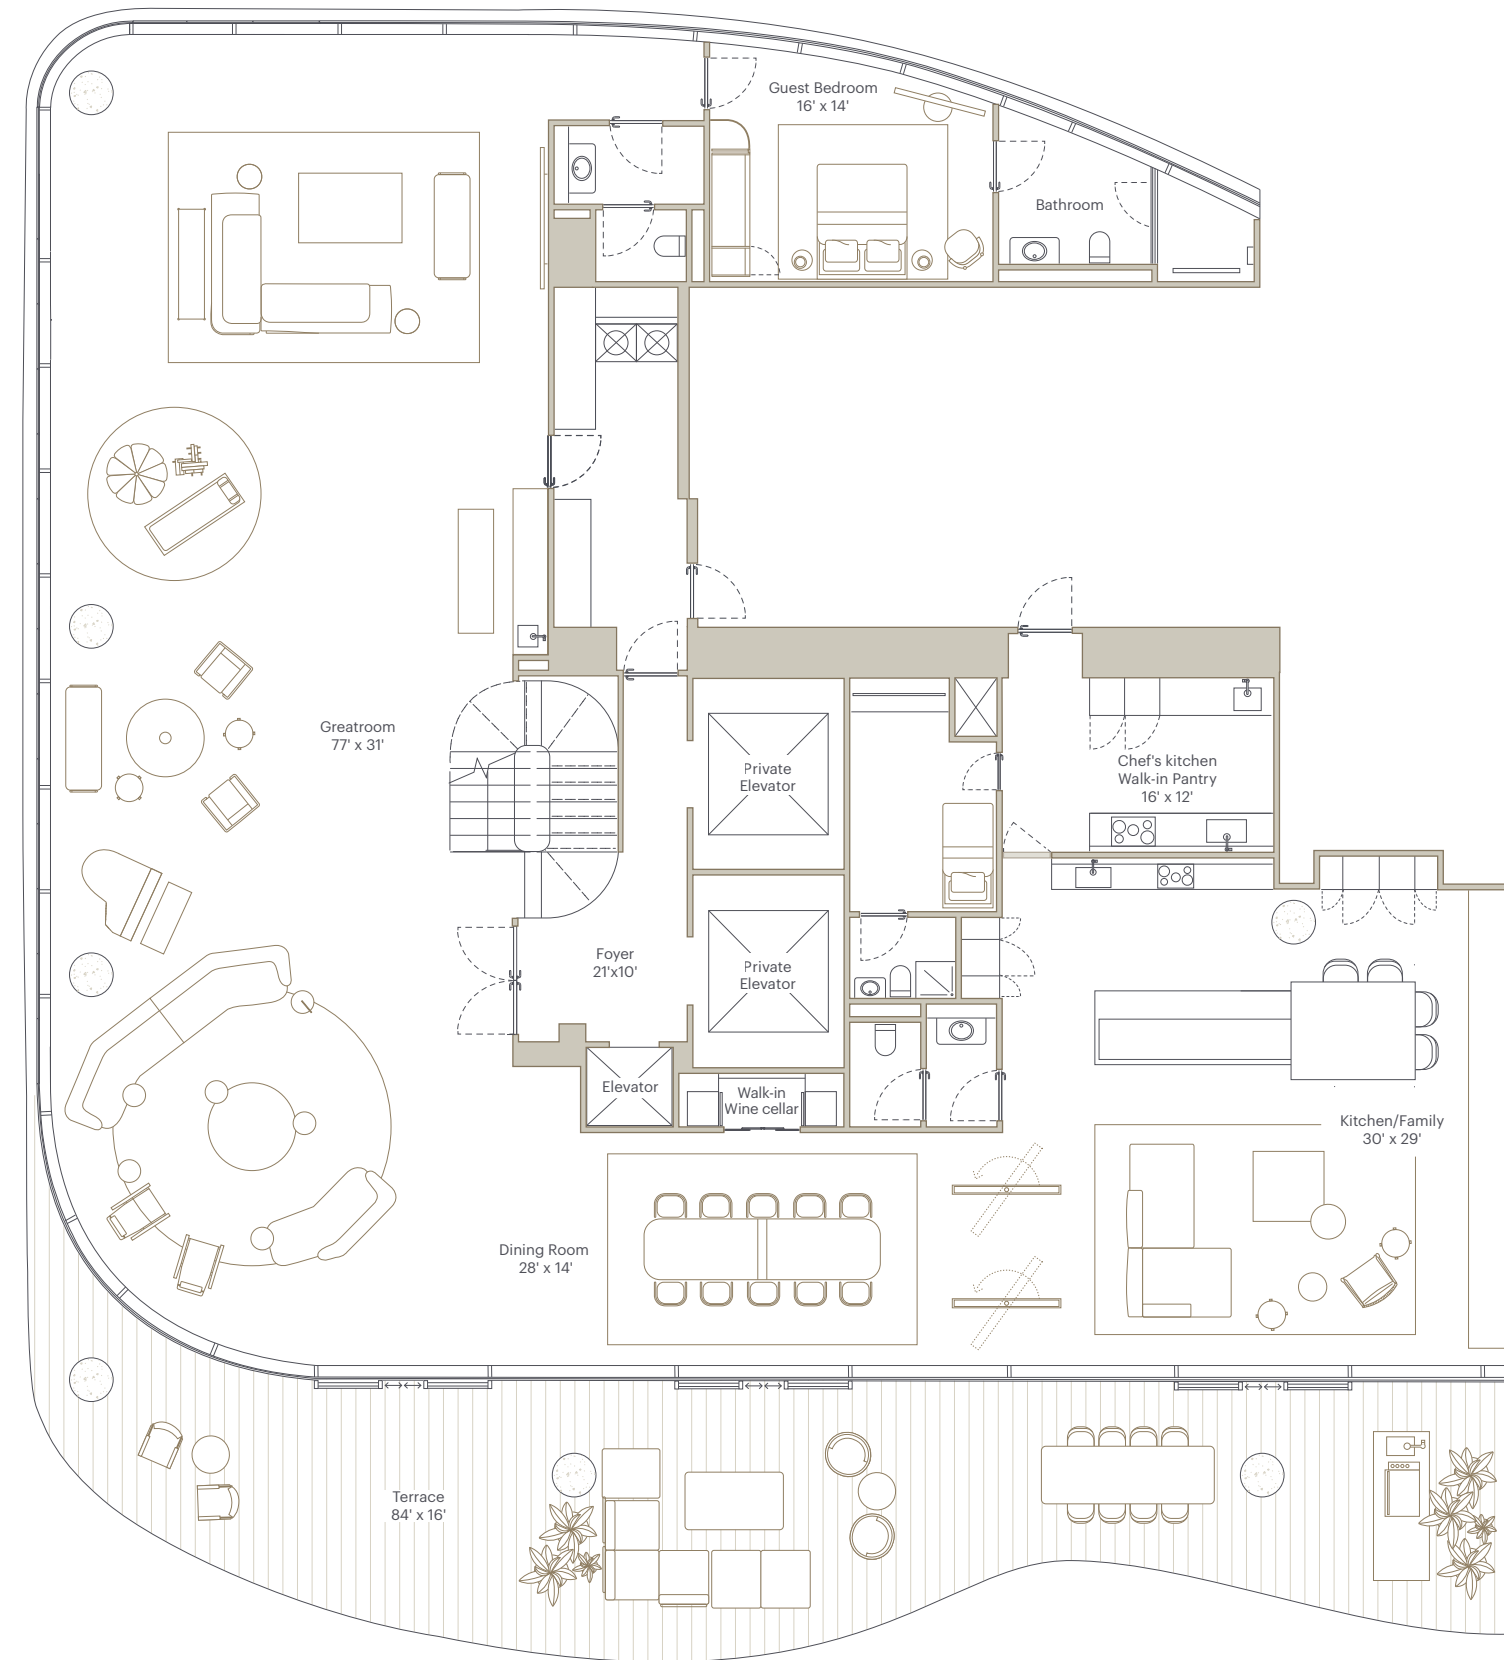 Guest Bedroom
16' x 14'
Bathroom
Greatroom
77' x 31'
Private
Elevator
Chef's kitchen
Walk-in Pantry
16' x 12'
Foyer
21'x10'
Private
Elevator
Elevator
Walk-in
Wine cellar
Kitchen/Family
30' x 29'
Dining Room
28' x 14'
Terrace
84' x 16'